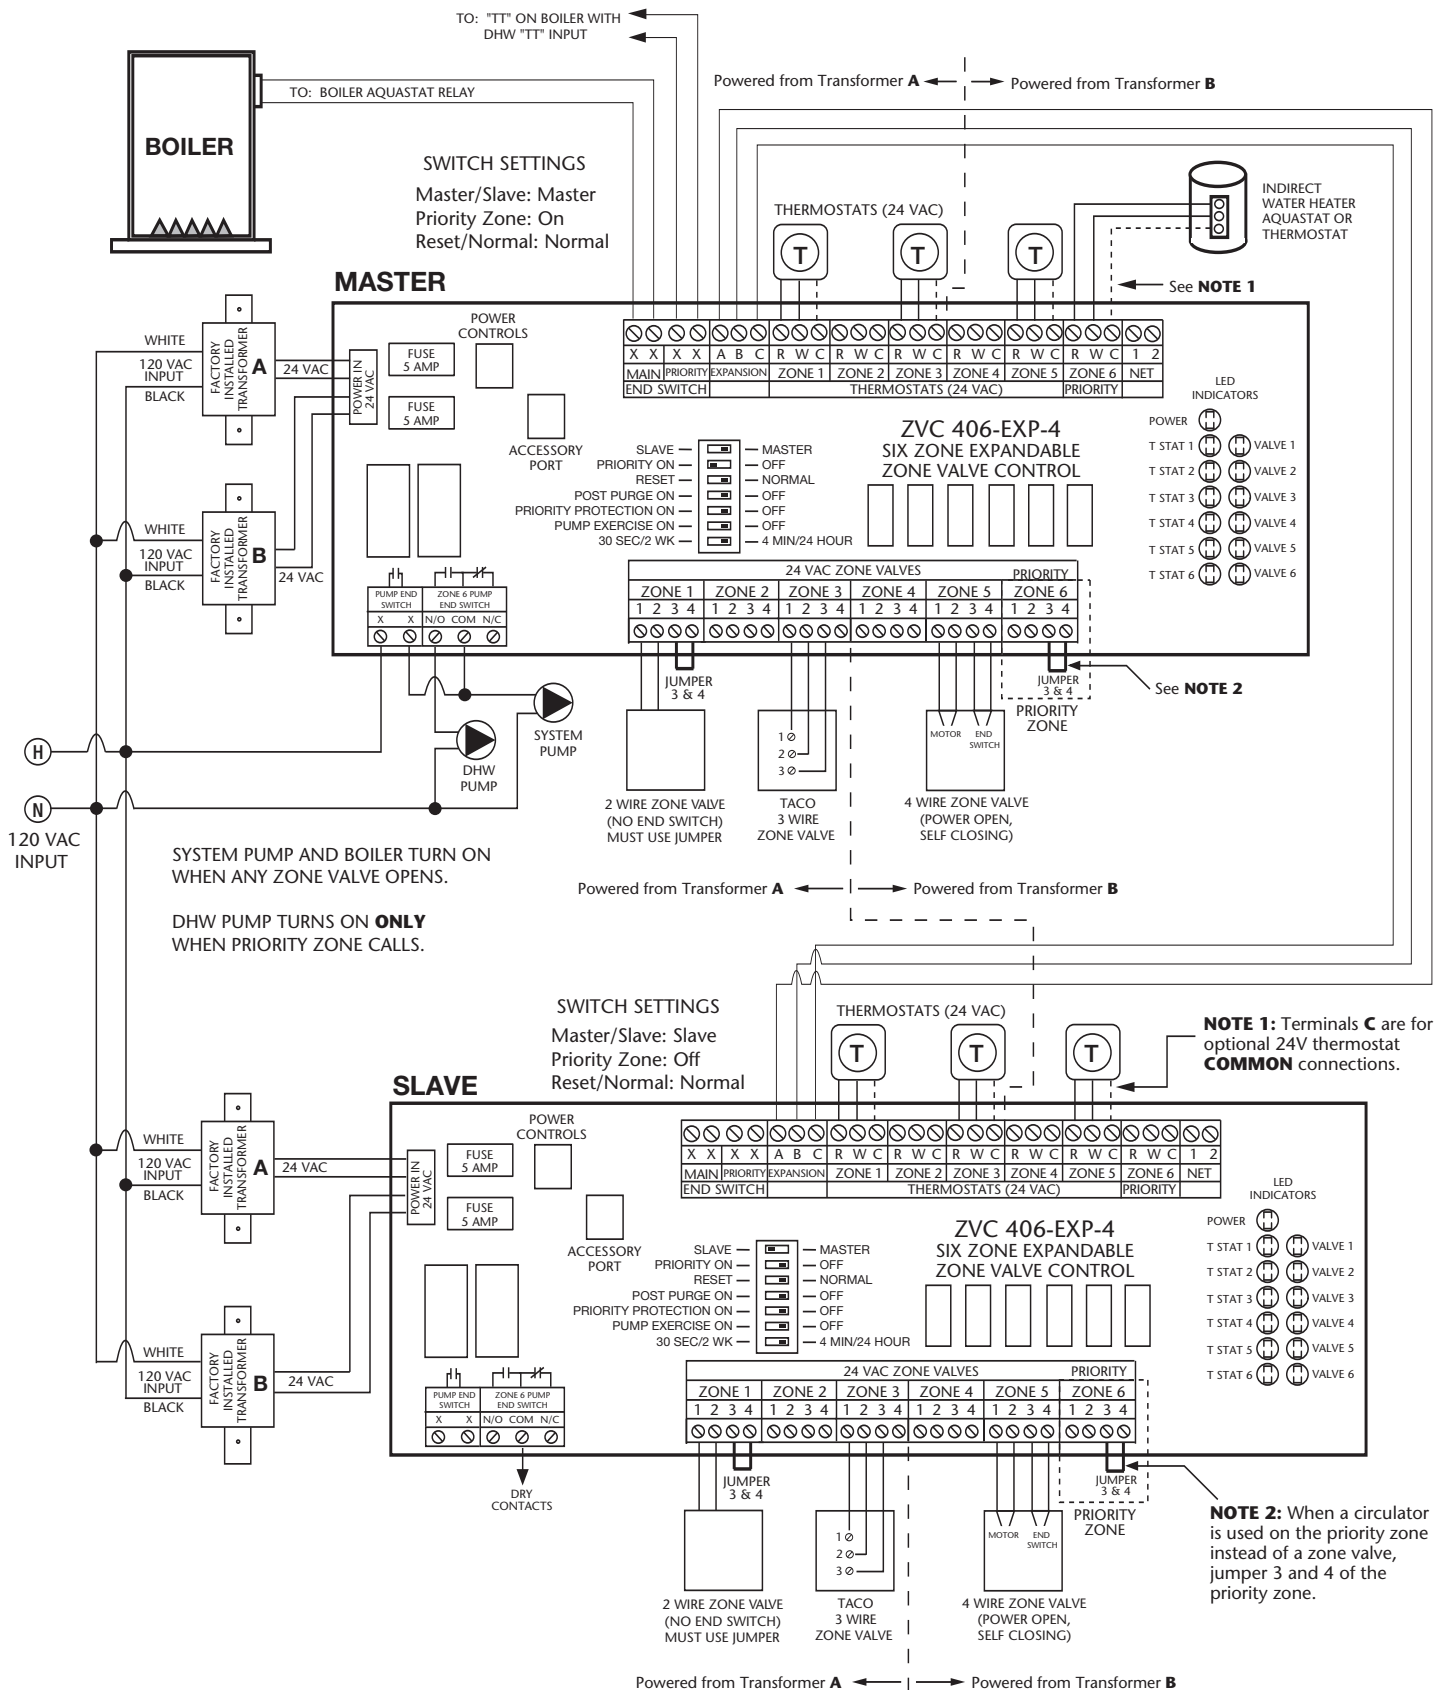 TO: "TT" ON BOILER WITH
DHW "TT" INPUT
TO: BOILER AQUASTAT RELAY
BOILER
Powered from Transformer A
Powered from Transformer B
SWITCH SETTINGS
Master/Slave: Master
Priority Zone: On
Reset/Normal: Normal
THERMOSTATS (24 VAC)
T
T
T
INDIRECT
WATER HEATER
AQUASTAT OR
THERMOSTAT
See NOTE 1
MASTER
WHITE
120 VAC
INPUT
BLACK
FACTORY
INSTALLED
TRANSFORMER
A
24 VAC
POWER IN
24 VAC
FUSE
5 AMP
FUSE
5 AMP
POWER
CONTROLS
ACCESSORY
PORT
X X X X A B C R W C R W C R W C R W C R W C R W C 1 2
MAIN PRIORITY EXPANSION ZONE 1 ZONE 2 ZONE 3 ZONE 4 ZONE 5 ZONE 6 NET
END SWITCH THERMOSTATS (24 VAC) PRIORITY
ZVC 406-EXP-4
SIX ZONE EXPANDABLE
ZONE VALVE CONTROL
LED
INDICATORS
POWER
T STAT 1 VALVE 1
T STAT 2 VALVE 2
T STAT 3 VALVE 3
T STAT 4 VALVE 4
T STAT 5 VALVE 5
T STAT 6 VALVE 6
SLAVE MASTER
PRIORITY ON OFF
RESET NORMAL
POST PURGE ON OFF
PRIORITY PROTECTION ON OFF
PUMP EXERCISE ON OFF
30 SEC/2 WK 4 MIN/24 HOUR
WHITE
120 VAC
INPUT
BLACK
FACTORY
INSTALLED
TRANSFORMER
B
24 VAC
PUMP END
SWITCH
X X
ZONE 6 PUMP
END SWITCH
N/O COM N/C
24 VAC ZONE VALVES PRIORITY
ZONE 1 ZONE 2 ZONE 3 ZONE 4 ZONE 5 ZONE 6
1 2 3 4 1 2 3 4 1 2 3 4 1 2 3 4 1 2 3 4 1 2 3 4
JUMPER
3 & 4
JUMPER
3 & 4
PRIORITY
ZONE
See NOTE 2
SYSTEM
PUMP
DHW
PUMP
1
2
3
MOTOR
END
SWITCH
2 WIRE ZONE VALVE
(NO END SWITCH)
MUST USE JUMPER
TACO
3 WIRE
ZONE VALVE
4 WIRE ZONE VALVE
(POWER OPEN,
SELF CLOSING)
H
N
120 VAC
INPUT
SYSTEM PUMP AND BOILER TURN ON
WHEN ANY ZONE VALVE OPENS.
DHW PUMP TURNS ON ONLY
WHEN PRIORITY ZONE CALLS.
Powered from Transformer A
Powered from Transformer B
SWITCH SETTINGS
Master/Slave: Slave
Priority Zone: Off
Reset/Normal: Normal
THERMOSTATS (24 VAC)
T
T
T
NOTE 1: Terminals C are for
optional 24V thermostat
COMMON connections.
SLAVE
WHITE
120 VAC
INPUT
BLACK
FACTORY
INSTALLED
TRANSFORMER
A
24 VAC
POWER IN
24 VAC
FUSE
5 AMP
FUSE
5 AMP
POWER
CONTROLS
ACCESSORY
PORT
X X X X A B C R W C R W C R W C R W C R W C R W C 1 2
MAIN PRIORITY EXPANSION ZONE 1 ZONE 2 ZONE 3 ZONE 4 ZONE 5 ZONE 6 NET
END SWITCH THERMOSTATS (24 VAC) PRIORITY
ZVC 406-EXP-4
SIX ZONE EXPANDABLE
ZONE VALVE CONTROL
LED
INDICATORS
POWER
T STAT 1 VALVE 1
T STAT 2 VALVE 2
T STAT 3 VALVE 3
T STAT 4 VALVE 4
T STAT 5 VALVE 5
T STAT 6 VALVE 6
SLAVE MASTER
PRIORITY ON OFF
RESET NORMAL
POST PURGE ON OFF
PRIORITY PROTECTION ON OFF
PUMP EXERCISE ON OFF
30 SEC/2 WK 4 MIN/24 HOUR
WHITE
120 VAC
INPUT
BLACK
FACTORY
INSTALLED
TRANSFORMER
B
24 VAC
PUMP END
SWITCH
X X
ZONE 6 PUMP
END SWITCH
N/O COM N/C
DRY
CONTACTS
24 VAC ZONE VALVES PRIORITY
ZONE 1 ZONE 2 ZONE 3 ZONE 4 ZONE 5 ZONE 6
1 2 3 4 1 2 3 4 1 2 3 4 1 2 3 4 1 2 3 4 1 2 3 4
JUMPER
3 & 4
JUMPER
3 & 4
PRIORITY
ZONE
1
2
3
MOTOR
END
SWITCH
NOTE 2: When a circulator
is used on the priority zone
instead of a zone valve,
jumper 3 and 4 of the
priority zone.
2 WIRE ZONE VALVE
(NO END SWITCH)
MUST USE JUMPER
TACO
3 WIRE
ZONE VALVE
4 WIRE ZONE VALVE
(POWER OPEN,
SELF CLOSING)
Powered from Transformer A
Powered from Transformer B